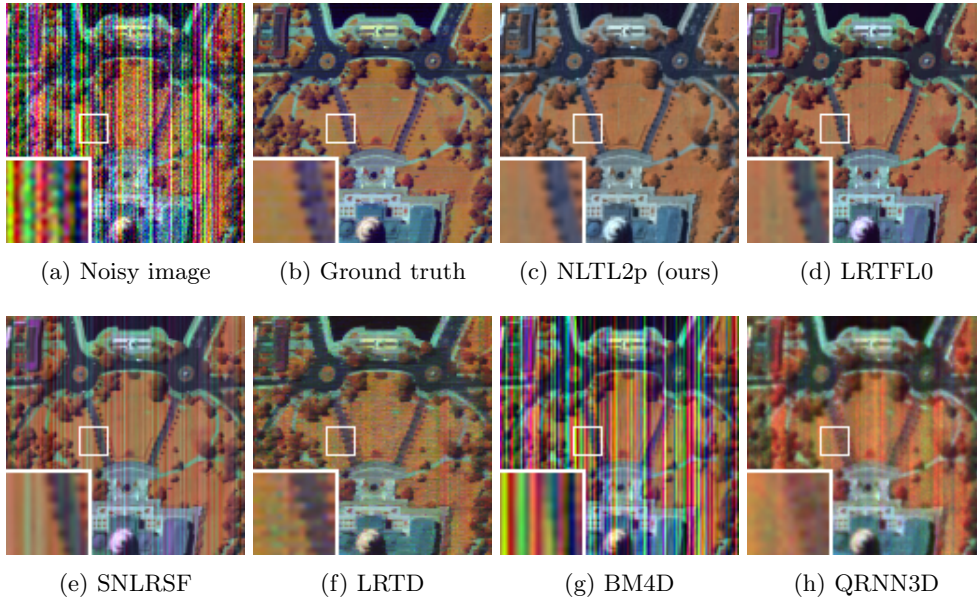 (a) Noisy image
(b) Ground truth
(c) NLTL2p (ours)
(d) LRTFL0
(e) SNLRSF
(f) LRTD
(g) BM4D
(h) QRNN3D